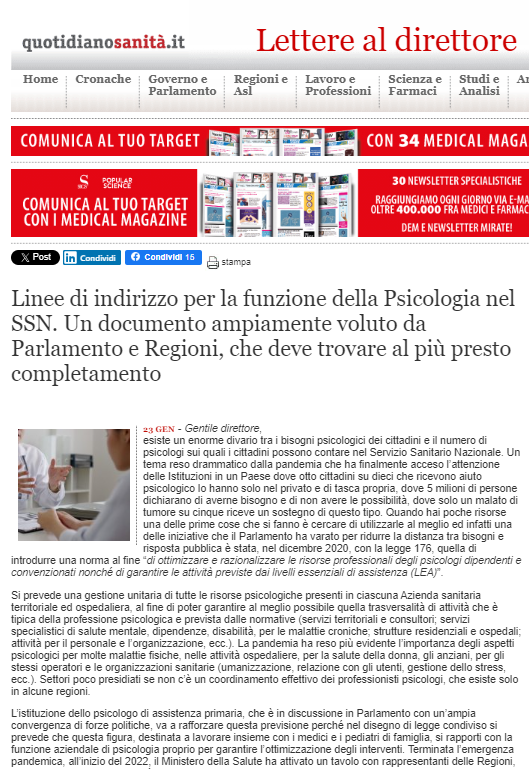 quotidianosanità.it
Lettere al direttore
Home
Cronache
Governo e
Parlamento
Regioni e
Asl
Lavoro e
Professioni
Scienza e
Farmaci
Studi e
Analisi
COMUNICA AL TUO TARGET
CON 34 MEDICAL MAGA
POPULAR
SCIENCE
COMUNICA AL TUO TARGET
CON I MEDICAL MAGAZINE
30 NEWSLETTER SPECIALISTICHE
RAGGIUNGIAMO OGNI GIORNO VIA E-MA
OLTRE 400.000 FRA MEDICI E FARMAC
DEM E NEWSLETTER MIRATE!
Post
Condividi
Condividi 15
stampa
Linee di indirizzo per la funzione della Psicologia nel
SSN. Un documento ampiamente voluto da
Parlamento e Regioni, che deve trovare al più presto
completamento
23 GEN - Gentile direttore,
esiste un enorme divario tra i bisogni psicologici dei cittadini e il numero di
psicologi sui quali i cittadini possono contare nel Servizio Sanitario Nazionale. Un
tema reso drammatico dalla pandemia che ha finalmente acceso l'attenzione
delle Istituzioni in un Paese dove otto cittadini su dieci che ricevono aiuto
psicologico lo hanno solo nel privato e di tasca propria, dove 5 milioni di persone
dichiarano di averne bisogno e di non avere le possibilità, dove solo un malato di
tumore su cinque riceve un sostegno di questo tipo. Quando hai poche risorse
una delle prime cose che si fanno è cercare di utilizzarle al meglio ed infatti una
delle iniziative che il Parlamento ha varato per ridurre la distanza tra bisogni e
risposta pubblica è stata, nel dicembre 2020, con la legge 176, quella di
introdurre una norma al fine "di ottimizzare e razionalizzare le risorse professionali degli psicologi dipendenti e
convenzionati nonché di garantire le attività previste dai livelli essenziali di assistenza (LEA)".
Si prevede una gestione unitaria di tutte le risorse psicologiche presenti in ciascuna Azienda sanitaria
territoriale ed ospedaliera, al fine di poter garantire al meglio possibile quella trasversalità di attività che è
tipica della professione psicologica e prevista dalle normative (servizi territoriali e consultori; servizi
specialistici di salute mentale, dipendenze, disabilità, per le malattie croniche; strutture residenziali e ospedali;
attività per il personale e l'organizzazione, ecc.). La pandemia ha reso più evidente l'importanza degli aspetti
psicologici per molte malattie fisiche, nelle attività ospedaliere, per la salute della donna, gli anziani, per gli
stessi operatori e le organizzazioni sanitarie (umanizzazione, relazione con gli utenti, gestione dello stress,
ecc.). Settori poco presidiati se non c'è un coordinamento effettivo dei professionisti psicologi, che esiste solo
in alcune regioni.
L'istituzione dello psicologo di assistenza primaria, che è in discussione in Parlamento con un'ampia
convergenza di forze politiche, va a rafforzare questa previsione perché nel disegno di legge condiviso si
prevede che questa figura, destinata a lavorare insieme con i medici e i pediatri di famiglia, si rapporti con la
funzione aziendale di psicologia proprio per garantire l'ottimizzazione degli interventi. Terminata l'emergenza
pandemica, all'inizio del 2022, il Ministero della Salute ha attivato un tavolo con rappresentanti delle Regioni,